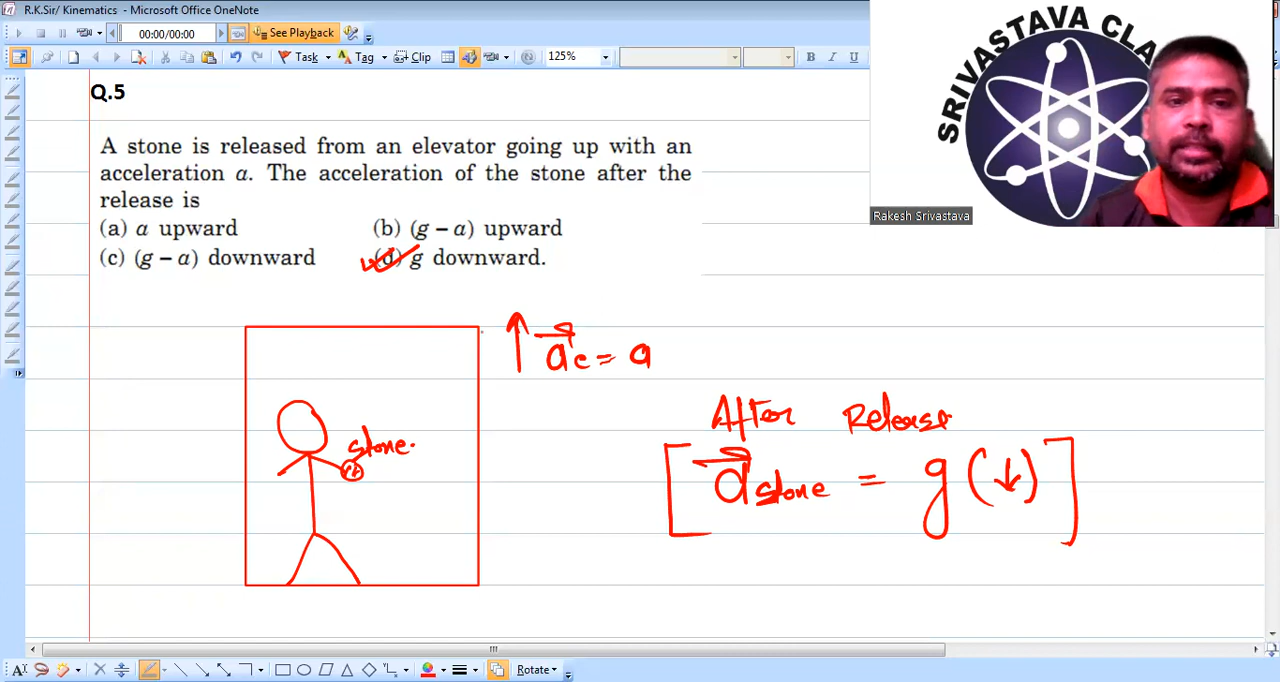 R.K.Sir/ Kinematics - Microsoft Office OneNote
00:00/00:00
See Playback
Task
Tag
Clip
125%
B I U
SRIVASTAVA CLA
Rakesh Srivastava
Q.5
A stone is released from an elevator going up with an
acceleration a. The acceleration of the stone after the
release is
(a) a upward (b) (g – a) upward
(c) (g – a) downward (d) g downward.
a e = a
stone.
After Release
a stone = g (↓)
Rotate